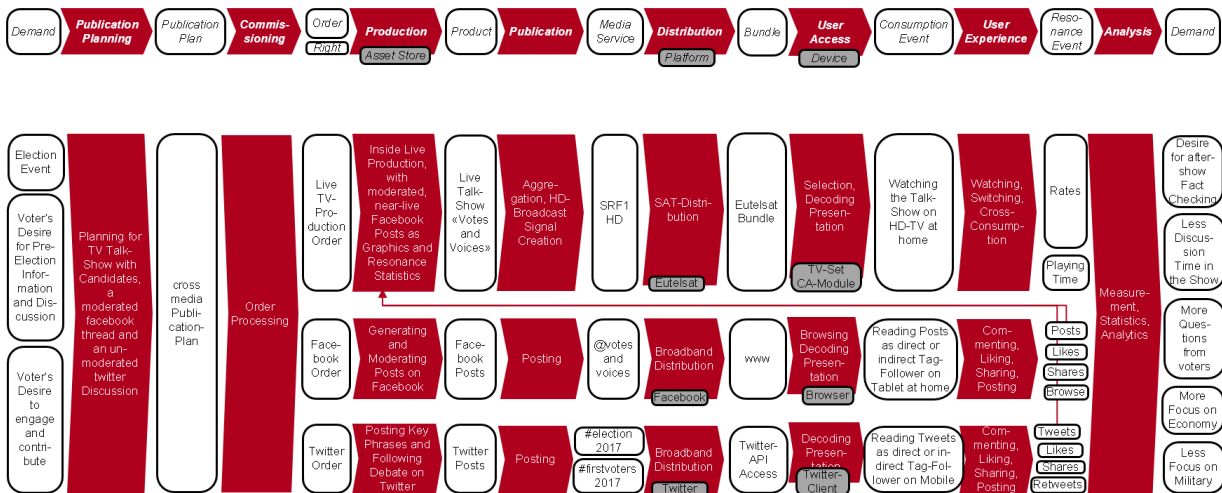 Demand
Publication
Planning
Publication
Plan
Commis-
sioning
Order
Right
Production
Asset Store
Product
Publication
Media
Service
Distribution
Platform
Bundle
User
Access
Device
Consumption
Event
User
Experience
Reso-
nance
Event
Analysis
Demand
Election
Event
Voter's
Desire for Pre-
Election Infor-
mation
and Dis-
cussion
Voter's
Desire to
engage
and
contribute
Planning for
TV Talk-
Show with
Candidates,
a
moderated
facebook
thread and
an un-
moderated
twitter
Discussion
cross
media
Publication-
Plan
Order
Processing
Live
TV-
Pro-
duction
Order
Inside Live
Production,
with
moderated,
near-live
Facebook
Posts as
Graphics and
Resonance
Statistics
Live
Talk-
Show
«Votes
and
Voices»
Aggre-
gation, HD-
Broadcast
Signal
Creation
SRF1
HD
SAT-Distri-
bution
Eutelsat
Eutelsat
Bundle
Selection,
Decoding
Presen-
tation
TV-Set
CA-Module
Watching
the Talk-
Show on
HD-TV at
home
Watching,
Switching,
Cross-
Consump-
tion
Rates
Playing
Time
Face-
book
Order
Generating
and
Moderating
Posts on
Facebook
Face-
book
Posts
Posting
@votes
and
voices
Broadband
Distribution
Facebook
www
Browsing
Decoding
Presen-
tation
Browser
Reading Posts
as direct or
indirect Tag-
Follower on
Tablet at home
Com-
menting,
Liking,
Sharing,
Posting
Posts
Likes
Shares
Browse
Twitter
Order
Posting Key
Phrases and
Following
Debate on
Twitter
Twitter
Posts
Posting
#election
2017
#firstvoters
2017
Broadband
Distribution
Twitter
Twitter-
API
Access
Decoding
Presen-
tation
Twitter-
Client
Reading Tweets
as direct or in-
direct Tag-Fol-
lower on Mobile
Com-
menting,
Liking,
Sharing,
Posting
Tweets
Likes
Shares
Retweets
Measure-
ment,
Statistics,
Analytics
Desire
for after-
show
Fact
Checking
Less
Discus-
sion
Time in
the Show
More
Ques-
tions
from
voters
More
Focus on
Economy
Less
Focus on
Military